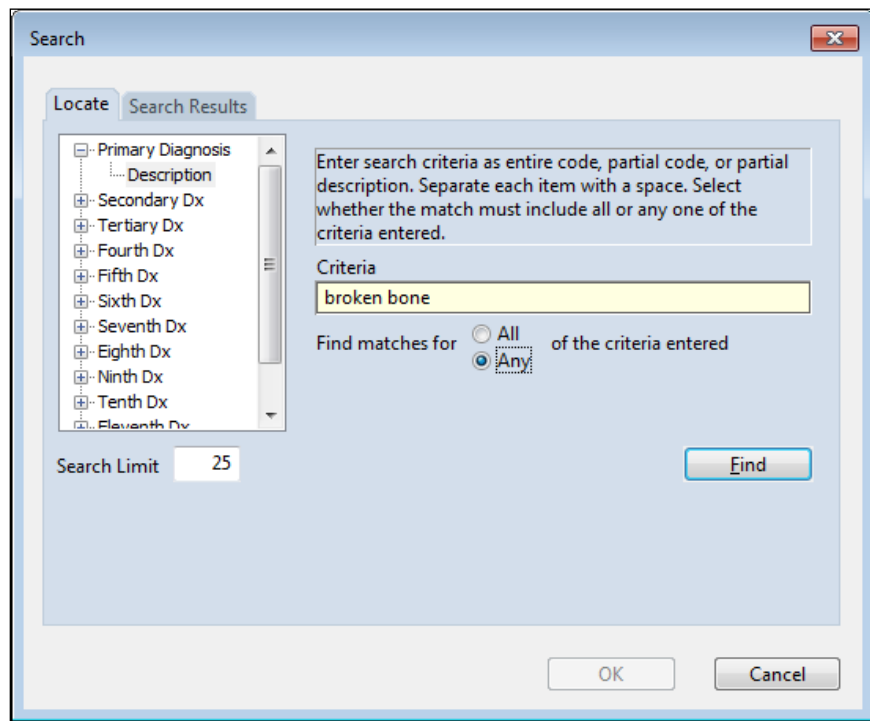 Search
Locate
Search Results
Primary Diagnosis
Description
Secondary Dx
Tertiary Dx
Fourth Dx
Fifth Dx
Sixth Dx
Seventh Dx
Eighth Dx
Ninth Dx
Tenth Dx
Eleventh Dx
Enter search criteria as entire code, partial code, or partial
description. Separate each item with a space. Select
whether the match must include all or any one of the
criteria entered.
Criteria
broken bone
Find matches for
All
Any
of the criteria entered
Search Limit 25
Find
OK
Cancel